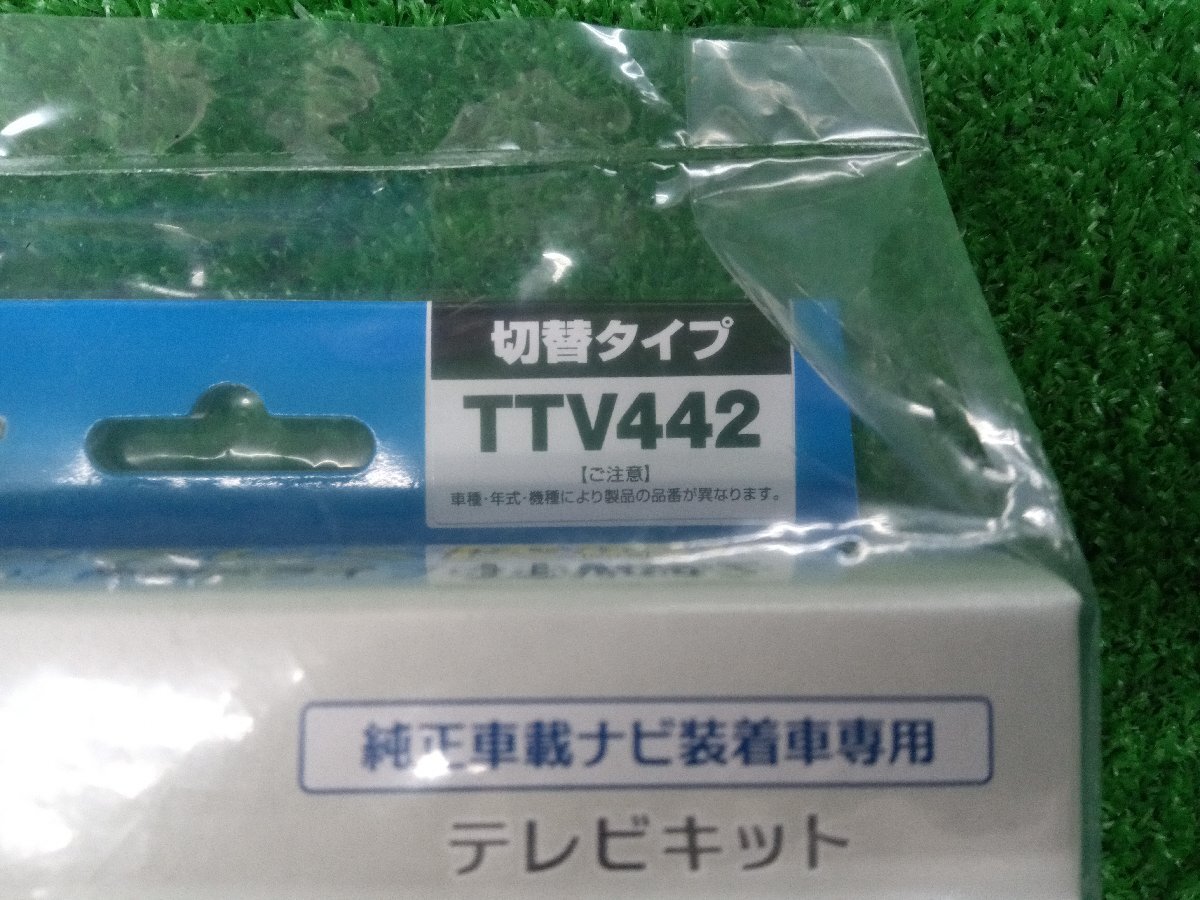 切替タイプ
TTV442
【ご注意】
車種・年式・機種により製品の品番が異なります。
純正車載ナビ装着車専用
テレビキット